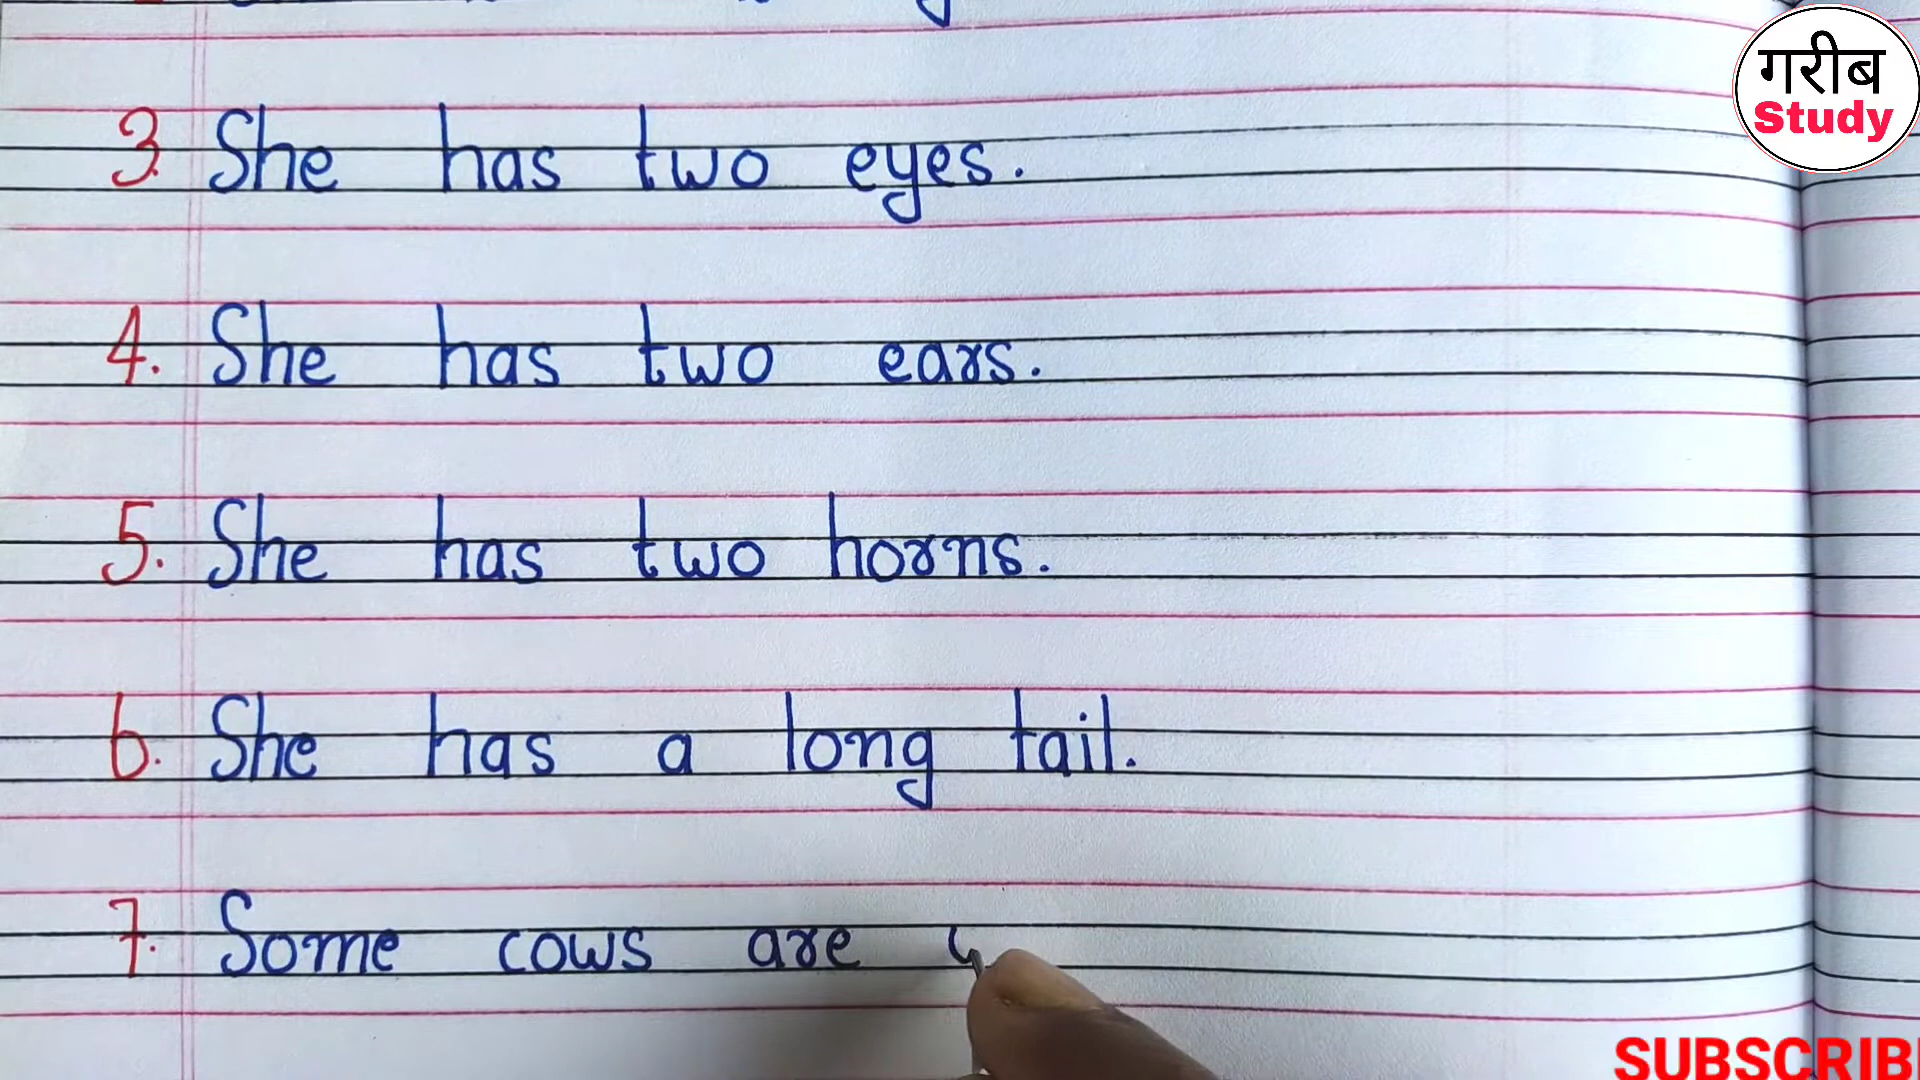 गरीब
Study
3. She has two eyes.
4. She has two ears.
5. She has two horns.
6. She has a long tail.
7. Some cows are
SUBSCRIB